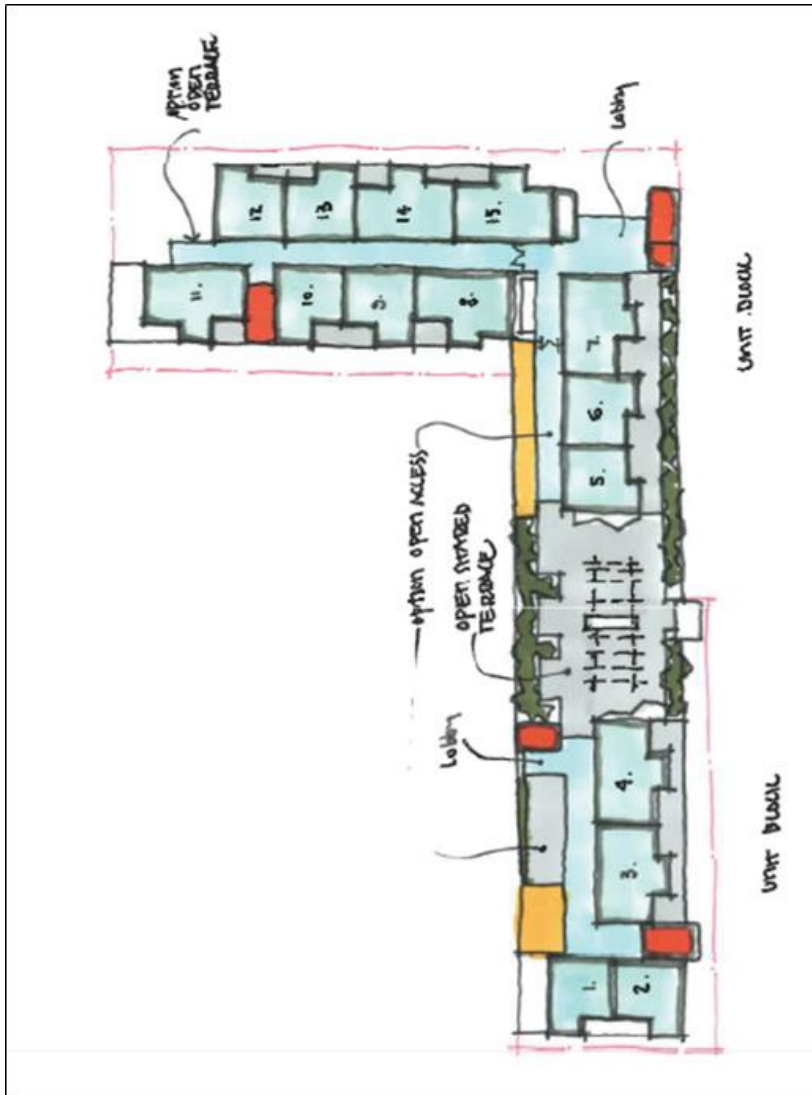 OPTION
OPEN
TERRACE
Lobby
12
13
14
15.
11.
10.
9.
8.
7.
6.
5.
UNIT BLOCK
OPTION OPEN ACCESS
OPEN SHARED
TERRACE
Lobby
4.
3.
1.
2.
UNIT BLOCK